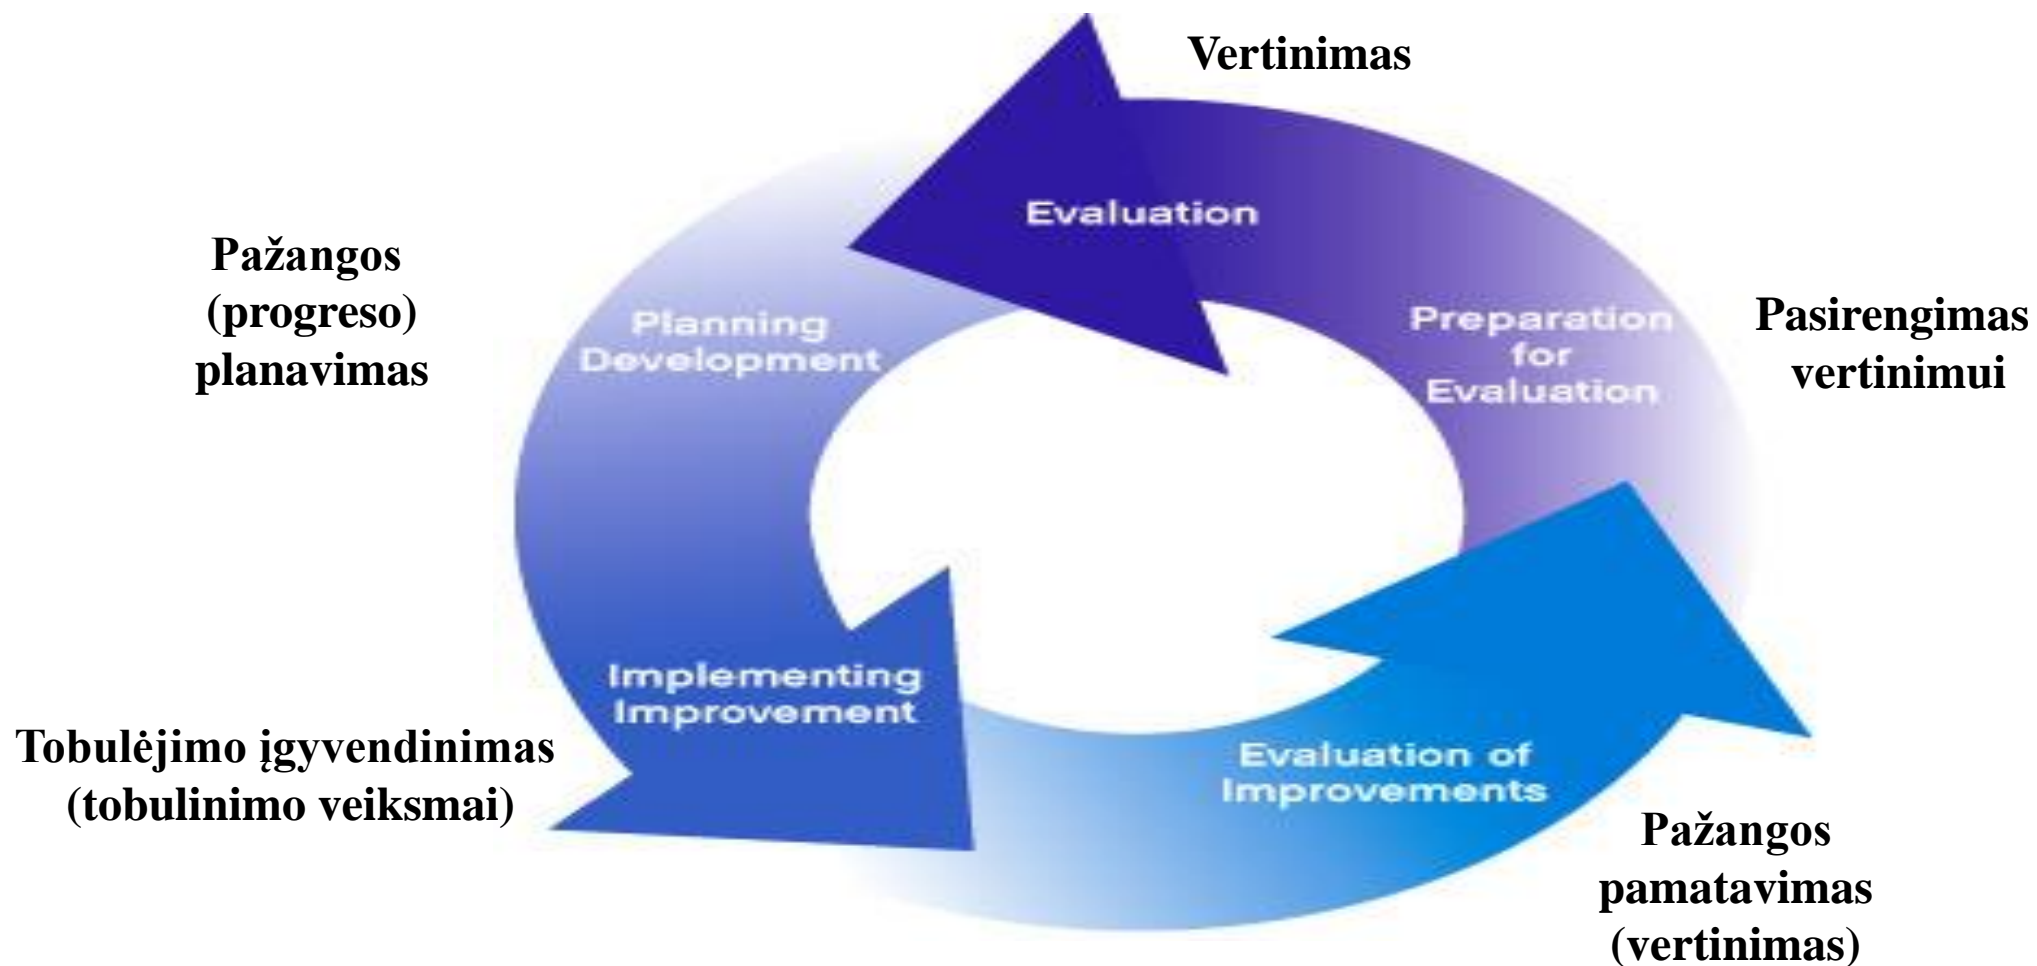 Vertinimas
Evaluation
Pažangos
(progreso)
planavimas
Planning
Development
Preparation
for
Evaluation
Pasirengimas
vertinimui
Implementing
Improvement
Tobulėjimo įgyvendinimas
(tobulinimo veiksmai)
Evaluation of
Improvements
Pažangos
pamatavimas
(vertinimas)